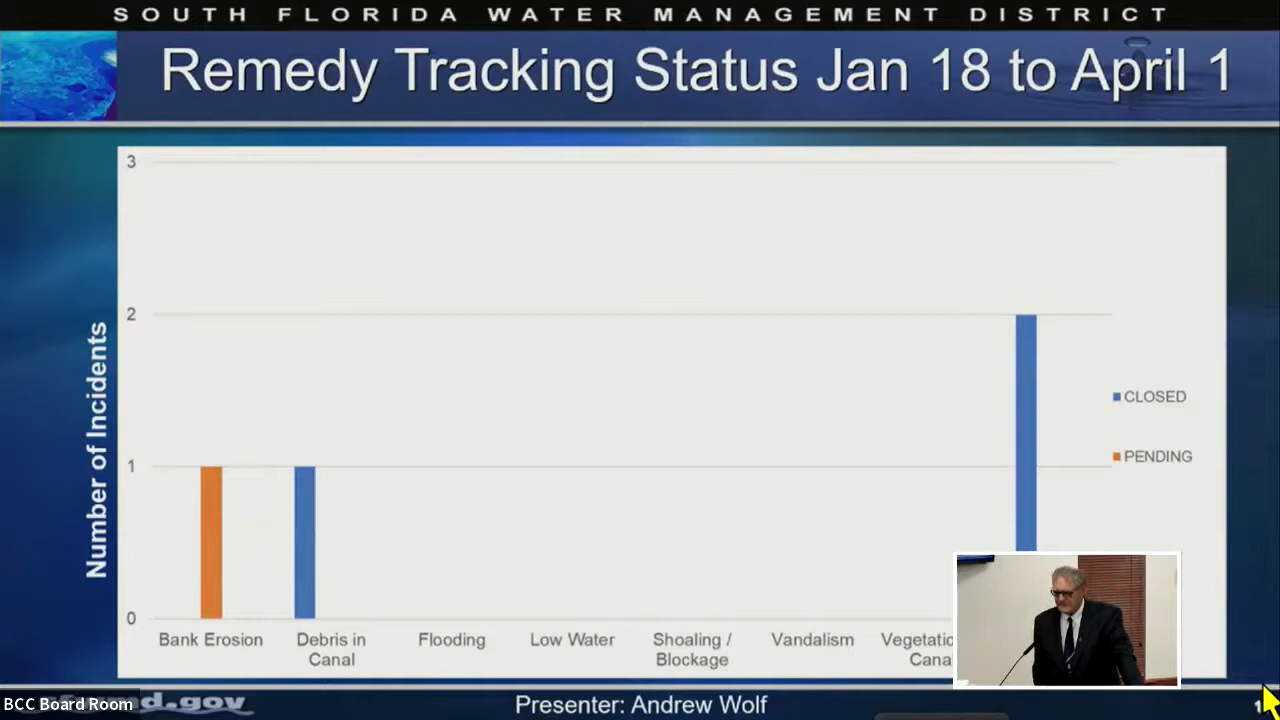 SOUTH FLORIDA WATER MANAGEMENT DISTRICT
Remedy Tracking Status Jan 18 to April 1
3
2
1
0
Number of Incidents
CLOSED
PENDING
Bank Erosion
Debris in
Canal
Flooding
Low Water
Shoaling /
Blockage
Vandalism
BCC Board Room
Presenter: Andrew Wolf